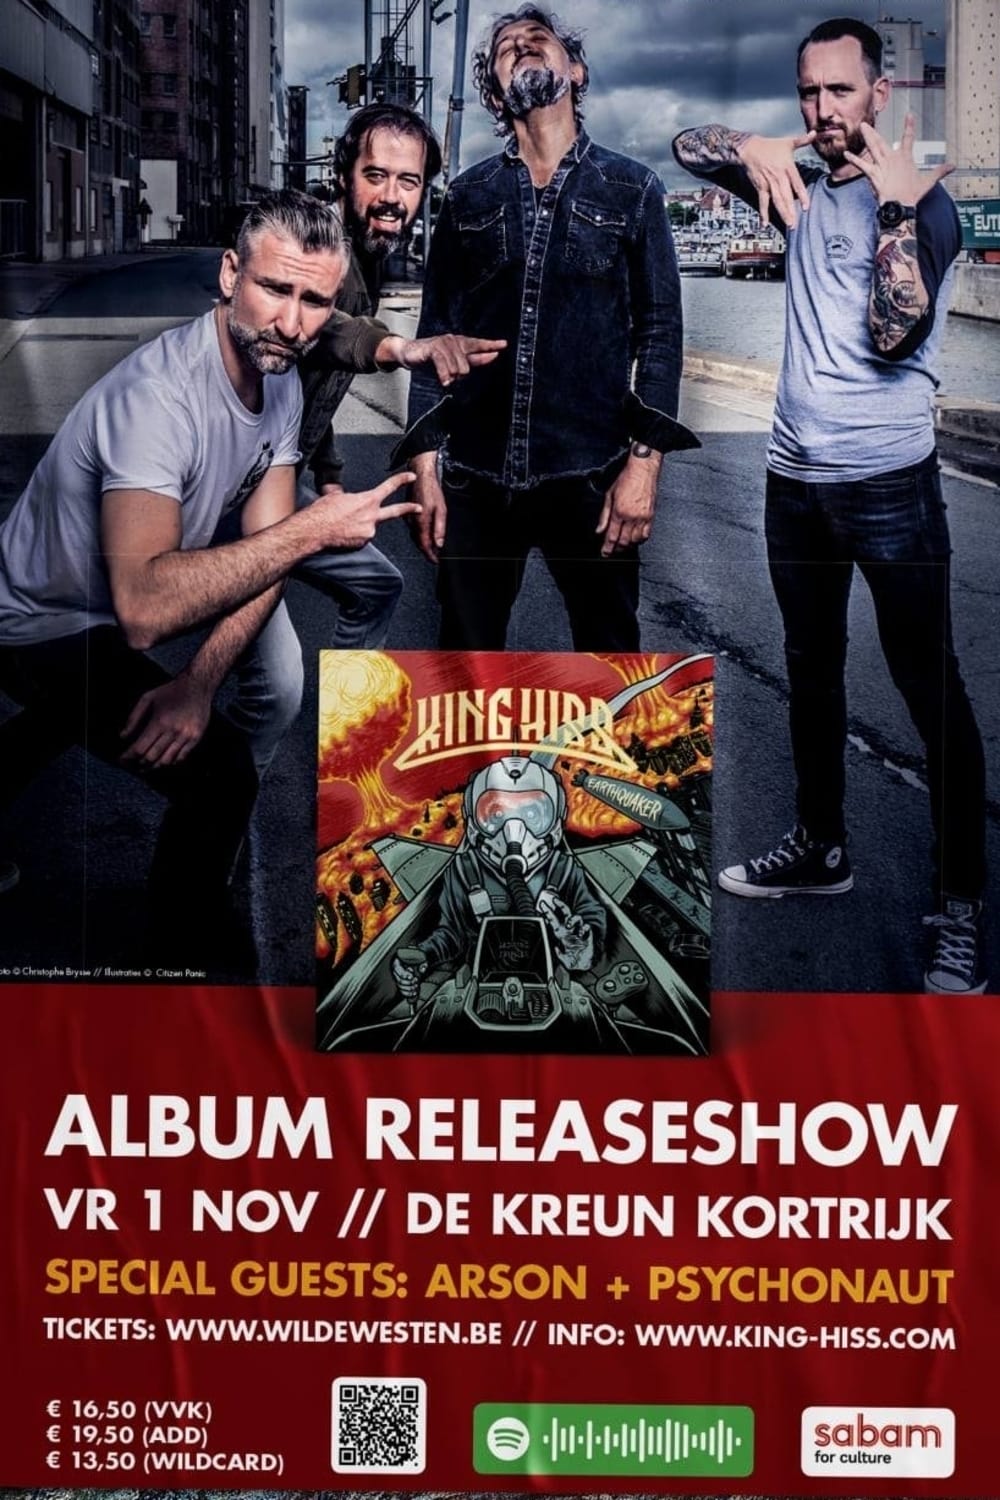 EUT
KING HISS
EARTHQUAKER
oto © Christophe Brysse // Illustraties © Citizen Panic
ALBUM RELEASESHOW
VR 1 NOV // DE KREUN KORTRIJK
SPECIAL GUESTS: ARSON + PSYCHONAUT
TICKETS: WWW.WILDEWESTEN.BE // INFO: WWW.KING-HISS.COM
€ 16,50 (VVK)
€ 19,50 (ADD)
€ 13,50 (WILDCARD)
sabam
for culture